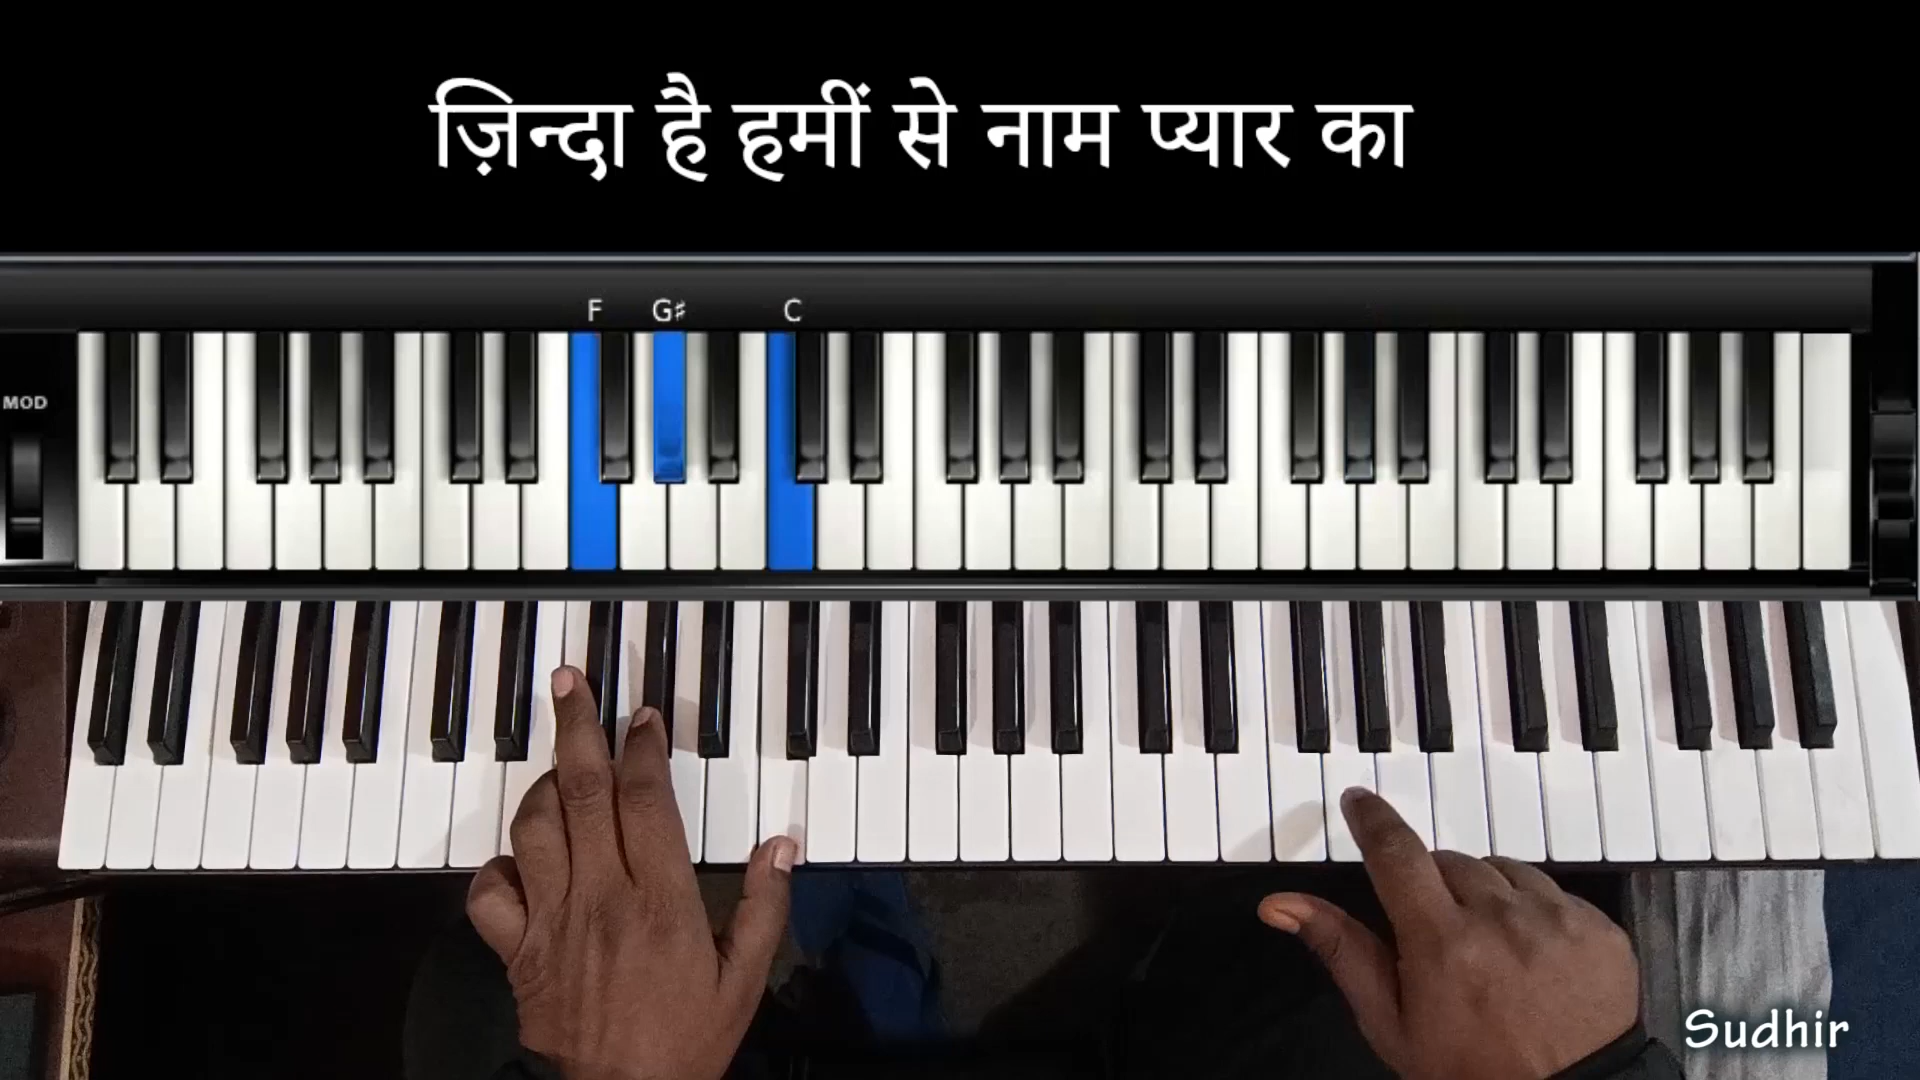 ज़िन्दा है हमीं से नाम प्यार का
F G♯ C
MOD
Sudhir